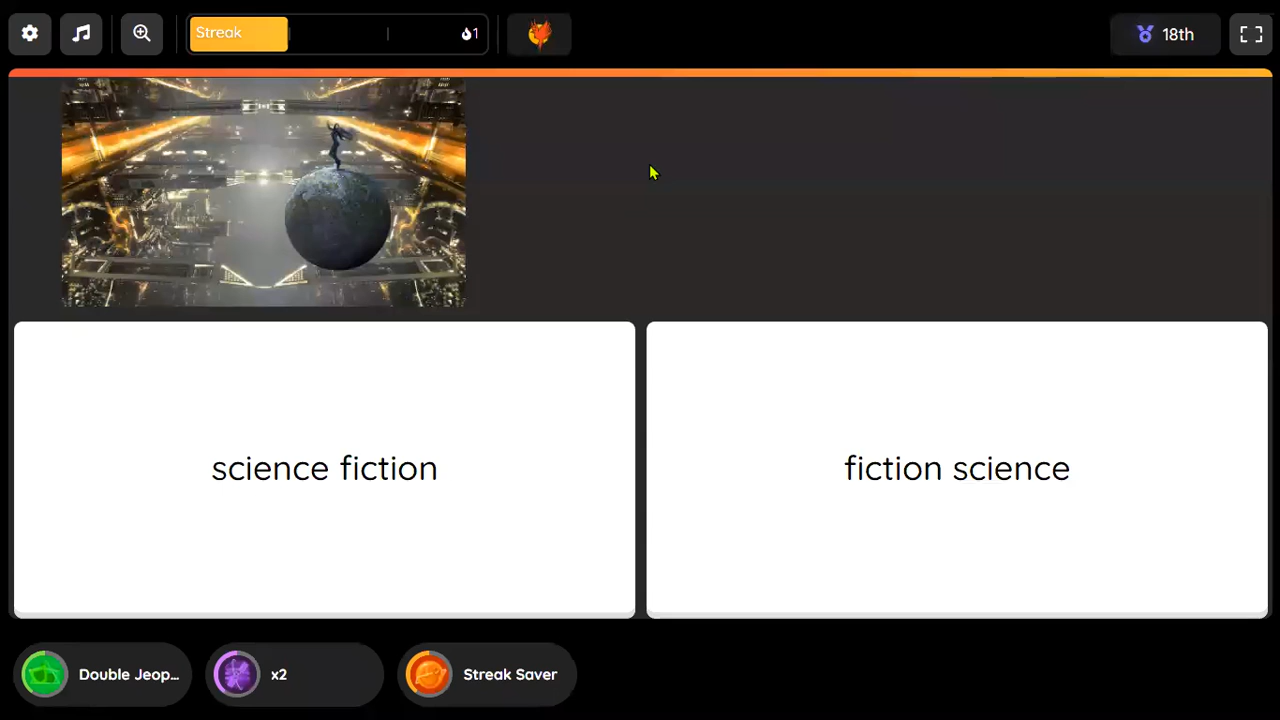 Streak
1
18th
science fiction
fiction science
Double Jeop...
x2
Streak Saver